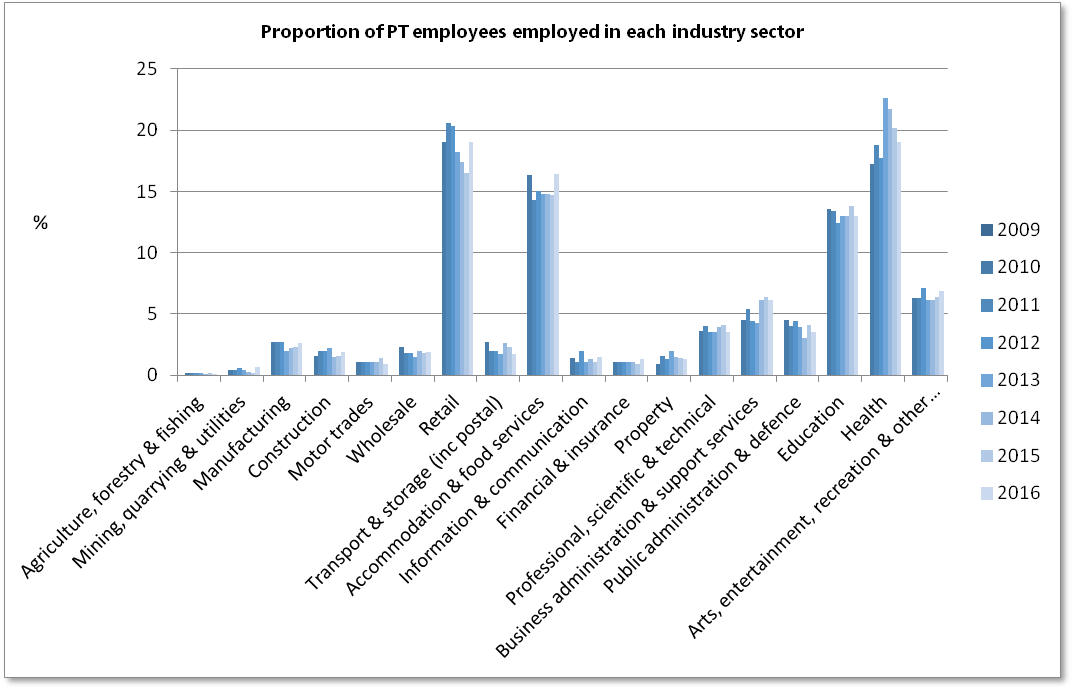 Proportion of PT employees employed in each industry sector
25
20
15
10
5
0
%
Agriculture, forestry & fishing
Mining, quarrying & utilities
Manufacturing
Construction
Motor trades
Wholesale
Retail
Transport & storage (inc postal)
Accommodation & food services
Information & communication
Financial & insurance
Property
Professional, scientific & technical
Business administration & support services
Public administration & defence
Education
Health
Arts, entertainment, recreation & other...
2009
2010
2011
2012
2013
2014
2015
2016